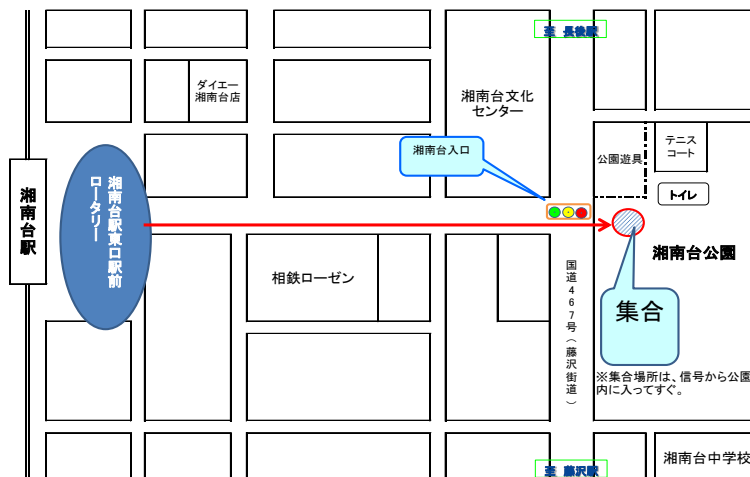 至 長後駅
ダイエー
湘南台店
湘南台文化
センター
湘南台入口
公園遊具
テニス
コート
トイレ
湘南台駅
湘南台駅東口駅前
ロータリー
湘南台公園
相鉄ローゼン
国道467号(藤沢街道)
集合
※集合場所は、信号から公園
内に入ってすぐ。
至 藤沢駅
湘南台中学校